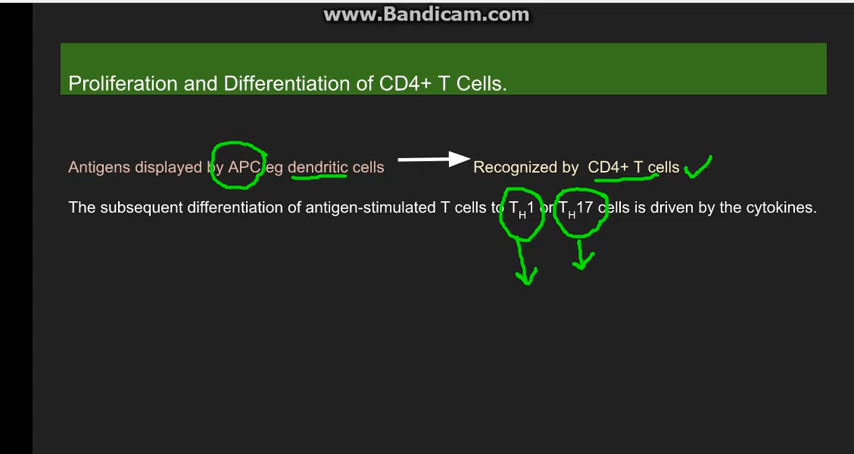 www.Bandicam.com
Proliferation and Differentiation of CD4+ T Cells.
Antigens displayed by APC eg dendritic cells Recognized by CD4+ T cells
The subsequent differentiation of antigen-stimulated T cells to TH1 or TH17 cells is driven by the cytokines.